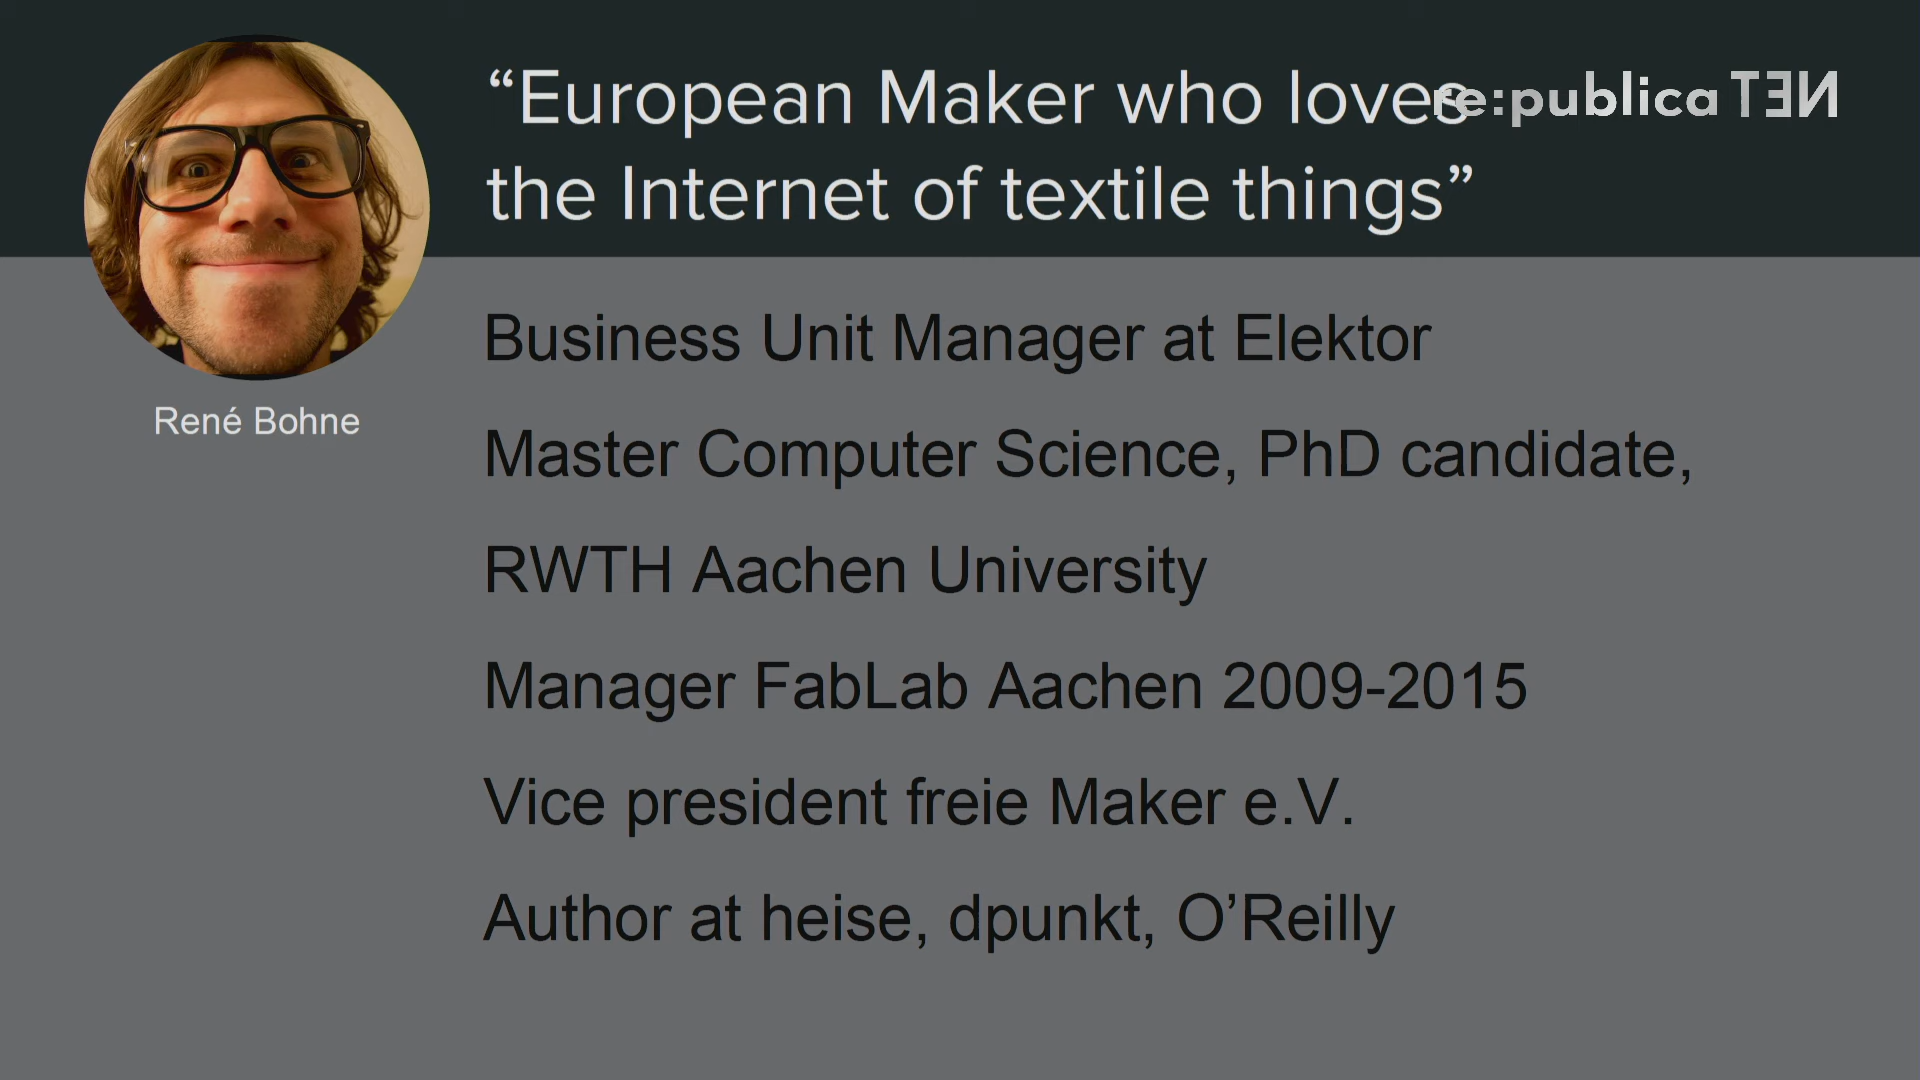 “European Maker who loves
re:publica TEN
the Internet of textile things”
René Bohne
Business Unit Manager at Elektor
Master Computer Science, PhD candidate,
RWTH Aachen University
Manager FabLab Aachen 2009-2015
Vice president freie Maker e.V.
Author at heise, dpunkt, O’Reilly